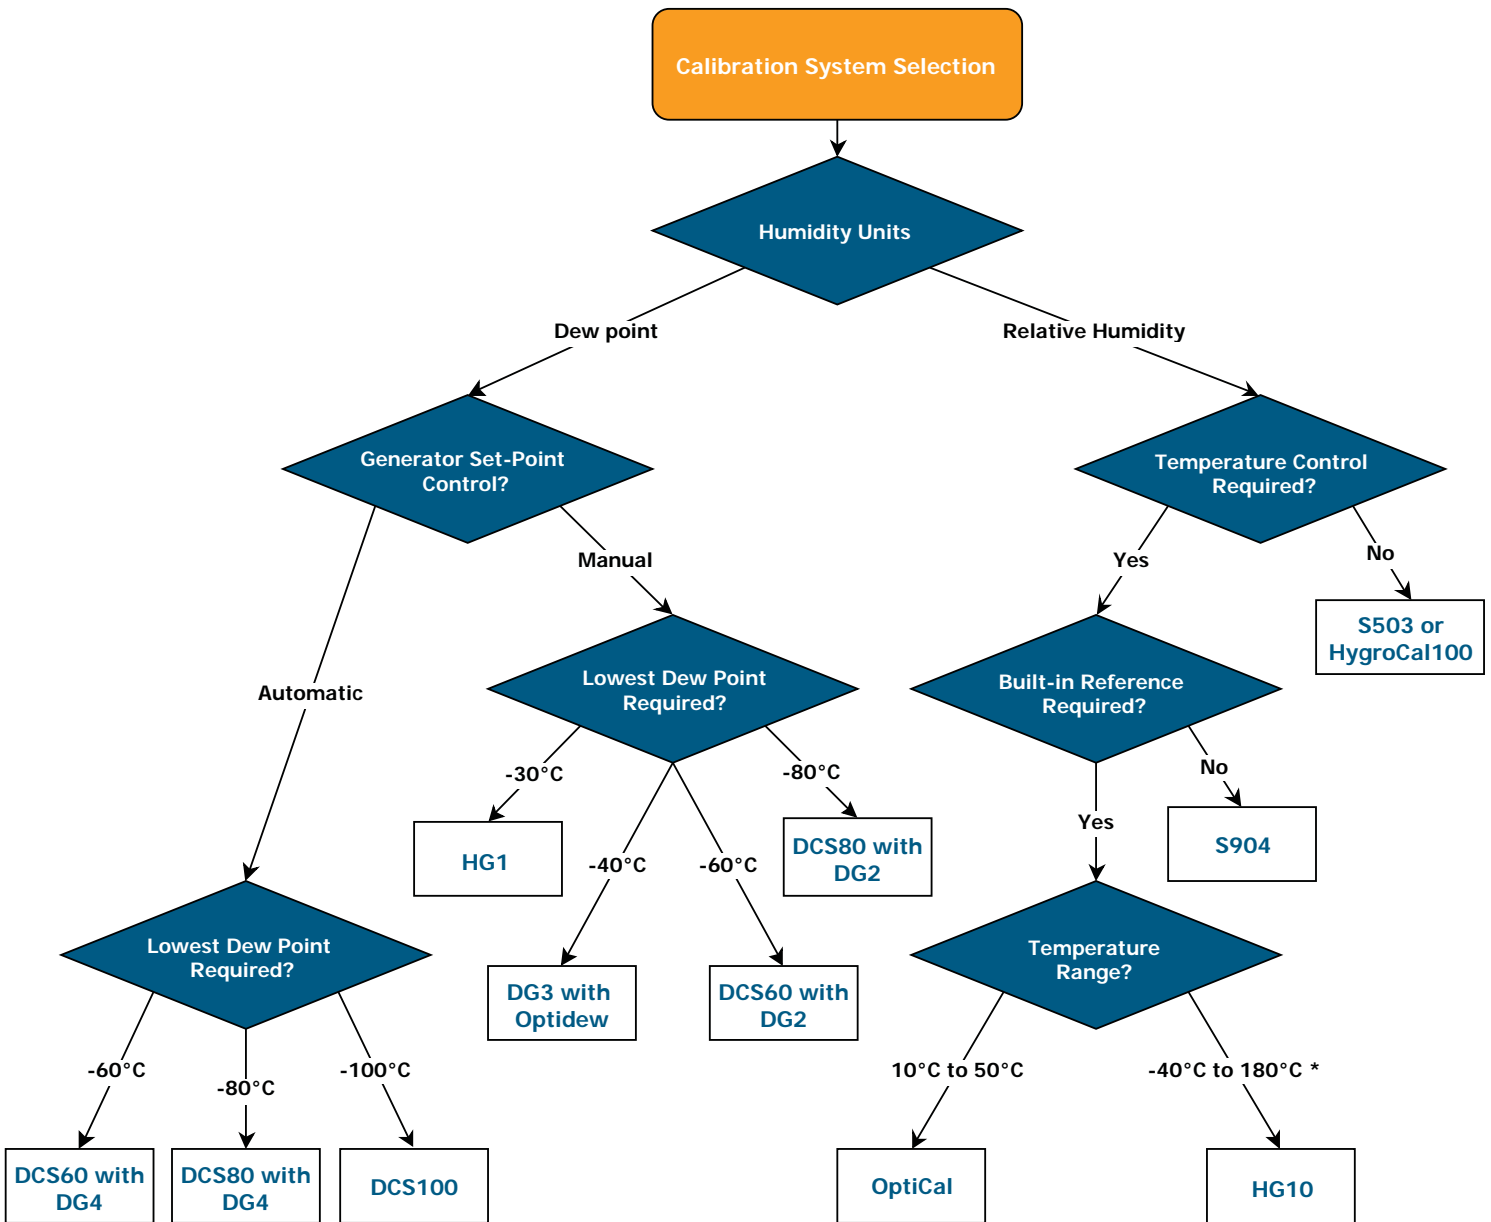 Calibration System Selection
Humidity Units
Dew point
Relative Humidity
Generator Set-Point
Control?
Temperature Control
Required?
Manual
Yes
No
S503 or
HygroCal100
Automatic
Lowest Dew Point
Required?
Built-in Reference
Required?
-30°C
-80°C
No
Yes
HG1
-40°C
-60°C
DCS80 with
DG2
S904
Lowest Dew Point
Required?
DG3 with
Optidew
DCS60 with
DG2
Temperature
Range?
-60°C
-80°C
-100°C
10°C to 50°C
-40°C to 180°C *
DCS60 with
DG4
DCS80 with
DG4
DCS100
OptiCal
HG10